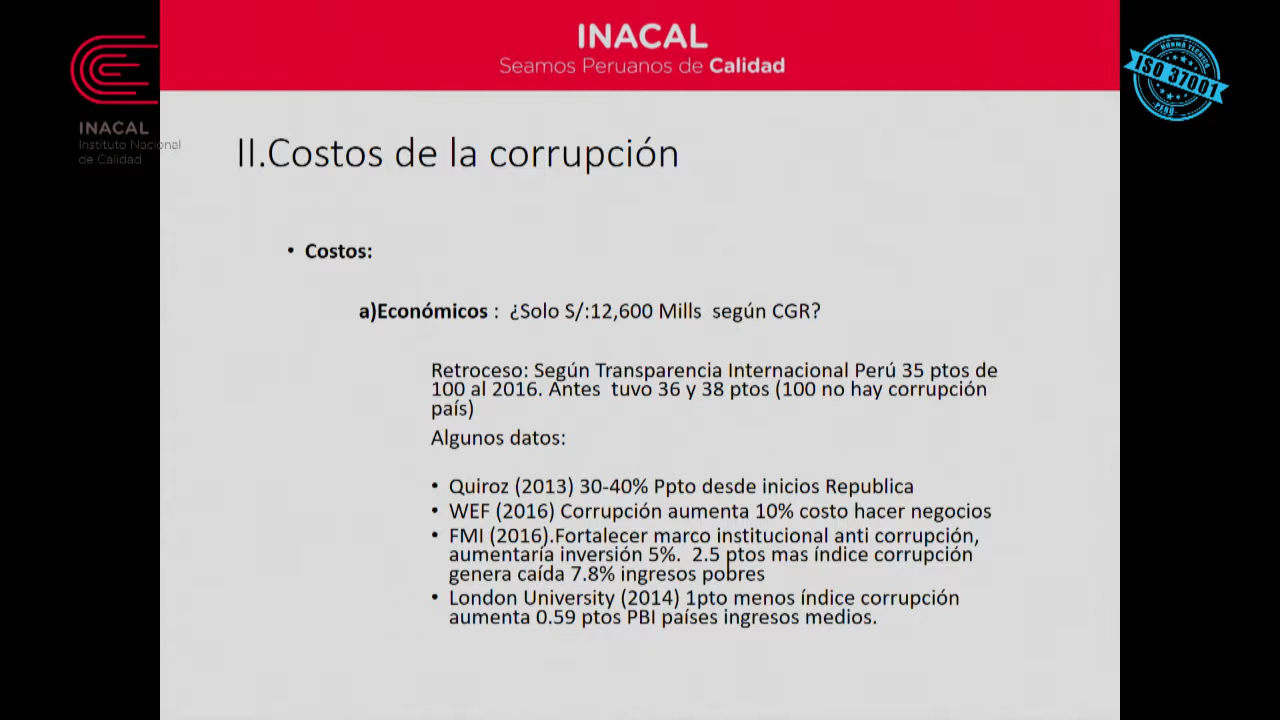 INACAL
Seamos Peruanos de Calidad
NORMA TECNICA
ISO 37001
-PERÚ-
INACAL
Instituto Nacional
de Calidad
II.Costos de la corrupción
• Costos:
a)Económicos : ¿Solo S/:12,600 Mills según CGR?
Retroceso: Según Transparencia Internacional Perú 35 ptos de
100 al 2016. Antes tuvo 36 y 38 ptos (100 no hay corrupción
país)
Algunos datos:
• Quiroz (2013) 30-40% Ppto desde inicios Republica
• WEF (2016) Corrupción aumenta 10% costo hacer negocios
• FMI (2016).Fortalecer marco institucional anti corrupción,
aumentaría inversión 5%. 2.5 ptos mas índice corrupción
genera caída 7.8% ingresos pobres
• London University (2014) 1pto menos índice corrupción
aumenta 0.59 ptos PBI países ingresos medios.